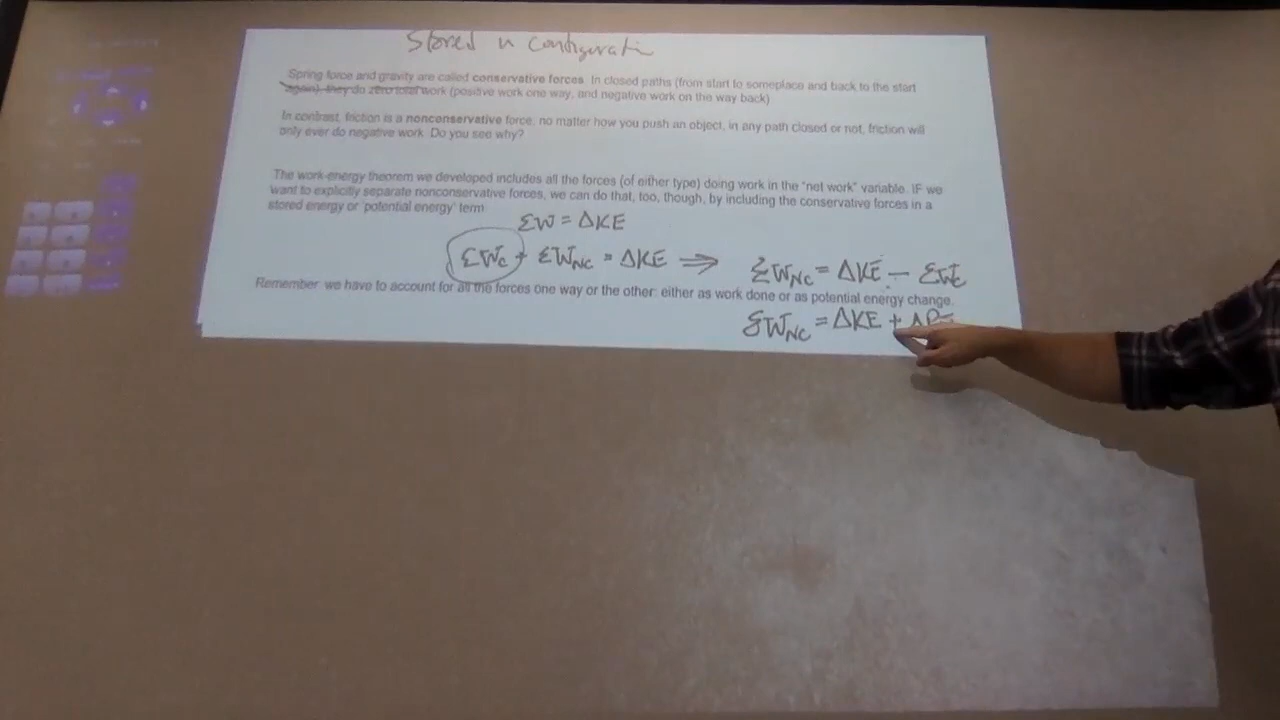 Stored in
Spring force and gravity are called conservative forces. In closed paths (from start to someplace and back to the start
again), they do zero total work (positive work one way, and negative work on the way back)
In contrast, friction is a nonconservative force; no matter how you push an object, in any path closed or not, friction will
only ever do negative work. Do you see why?
The work-energy theorem we developed includes all the forces (of either type) doing work in the "net work" variable. IF we
want to explicitly separate nonconservative forces, we can do that, too, though, by including the conservative forces in a
stored energy or 'potential energy' term
ΣW = ΔKE
ΣW_C + ΣW_NC = ΔKE ⇒ ΣW_NC = ΔKE − ΣW_C
Remember: we have to account for all the forces one way or the other: either as work done or as potential energy change.
ΣW_NC = ΔKE +